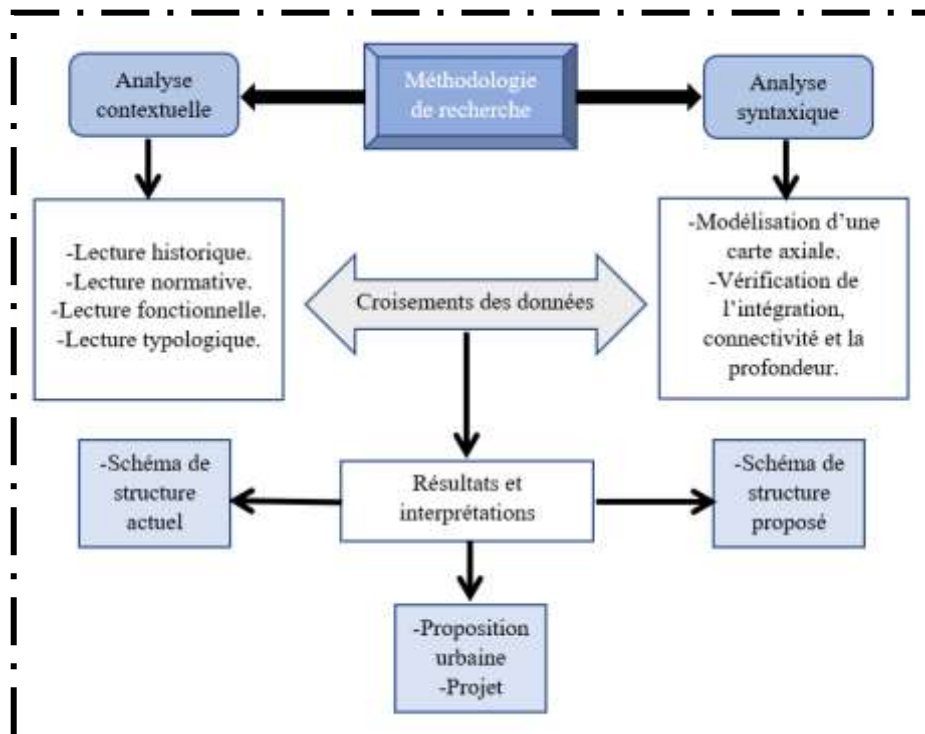 Méthodologie
de recherche
Analyse
contextuelle
Analyse
syntaxique
-Lecture historique.
-Lecture normative.
-Lecture fonctionnelle.
-Lecture typologique.
Croisements des données
-Modélisation d’une
carte axiale.
-Vérification de
l’intégration,
connectivité et la
profondeur.
-Schéma de
structure
actuel
Résultats et
interprétations
-Schéma de
structure
proposé
-Proposition
urbaine
-Projet